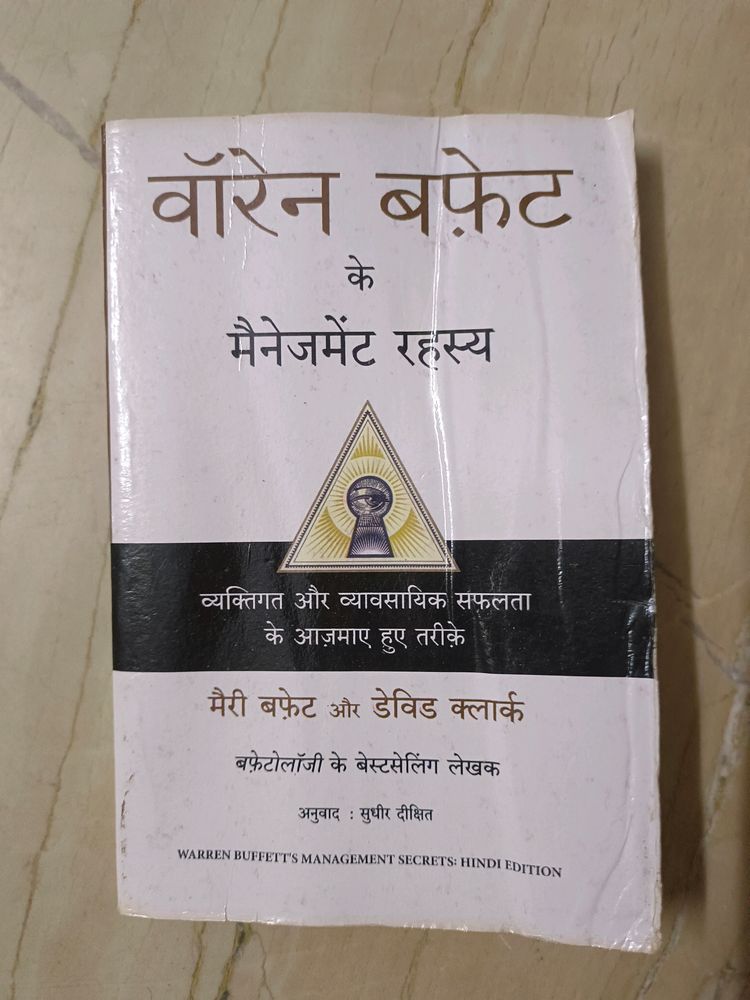 वॉरेन बफ़ेट
के
मैनेजमेंट रहस्य
व्यक्तिगत और व्यावसायिक सफलता
के आज़माए हुए तरीक़े
मैरी बफ़ेट और डेविड क्लार्क
बफ़ेटोलॉजी के बेस्टसेलिंग लेखक
अनुवाद : सुधीर दीक्षित
WARREN BUFFETT'S MANAGEMENT SECRETS: HINDI EDITION